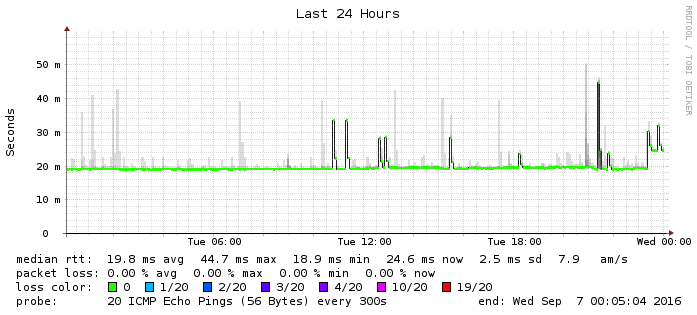 Last 24 Hours
RRDTOOL / TOBI OETIKER
Seconds
50 m
40 m
30 m
20 m
10 m
0
Tue 06:00 Tue 12:00 Tue 18:00 Wed 00:00
median rtt: 19.8 ms avg 44.7 ms max 18.9 ms min 24.6 ms now 2.5 ms sd 7.9 am/s
packet loss: 0.00 % avg 0.00 % max 0.00 % min 0.00 % now
loss color: 0 1/20 2/20 3/20 4/20 10/20 19/20
probe: 20 ICMP Echo Pings (56 Bytes) every 300s end: Wed Sep 7 00:05:04 2016